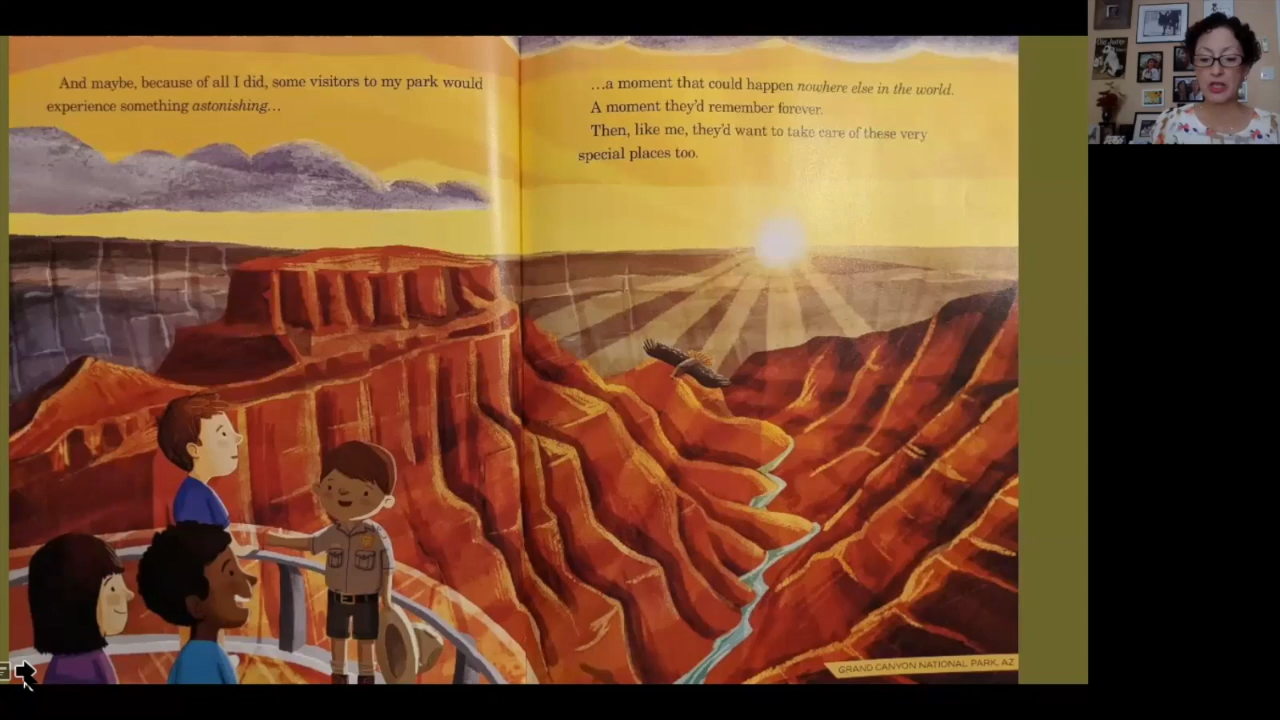 And maybe, because of all I did, some visitors to my park would
experience something astonishing…
…a moment that could happen nowhere else in the world.
A moment they'd remember forever.
Then, like me, they'd want to take care of these very
special places too.
GRAND CANYON NATIONAL PARK, AZ